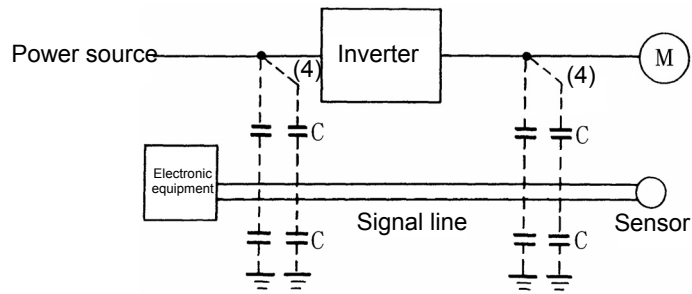 Power source
(4)
Inverter
(4)
M
C
C
Electronic
equipment
Signal line
Sensor
C
C